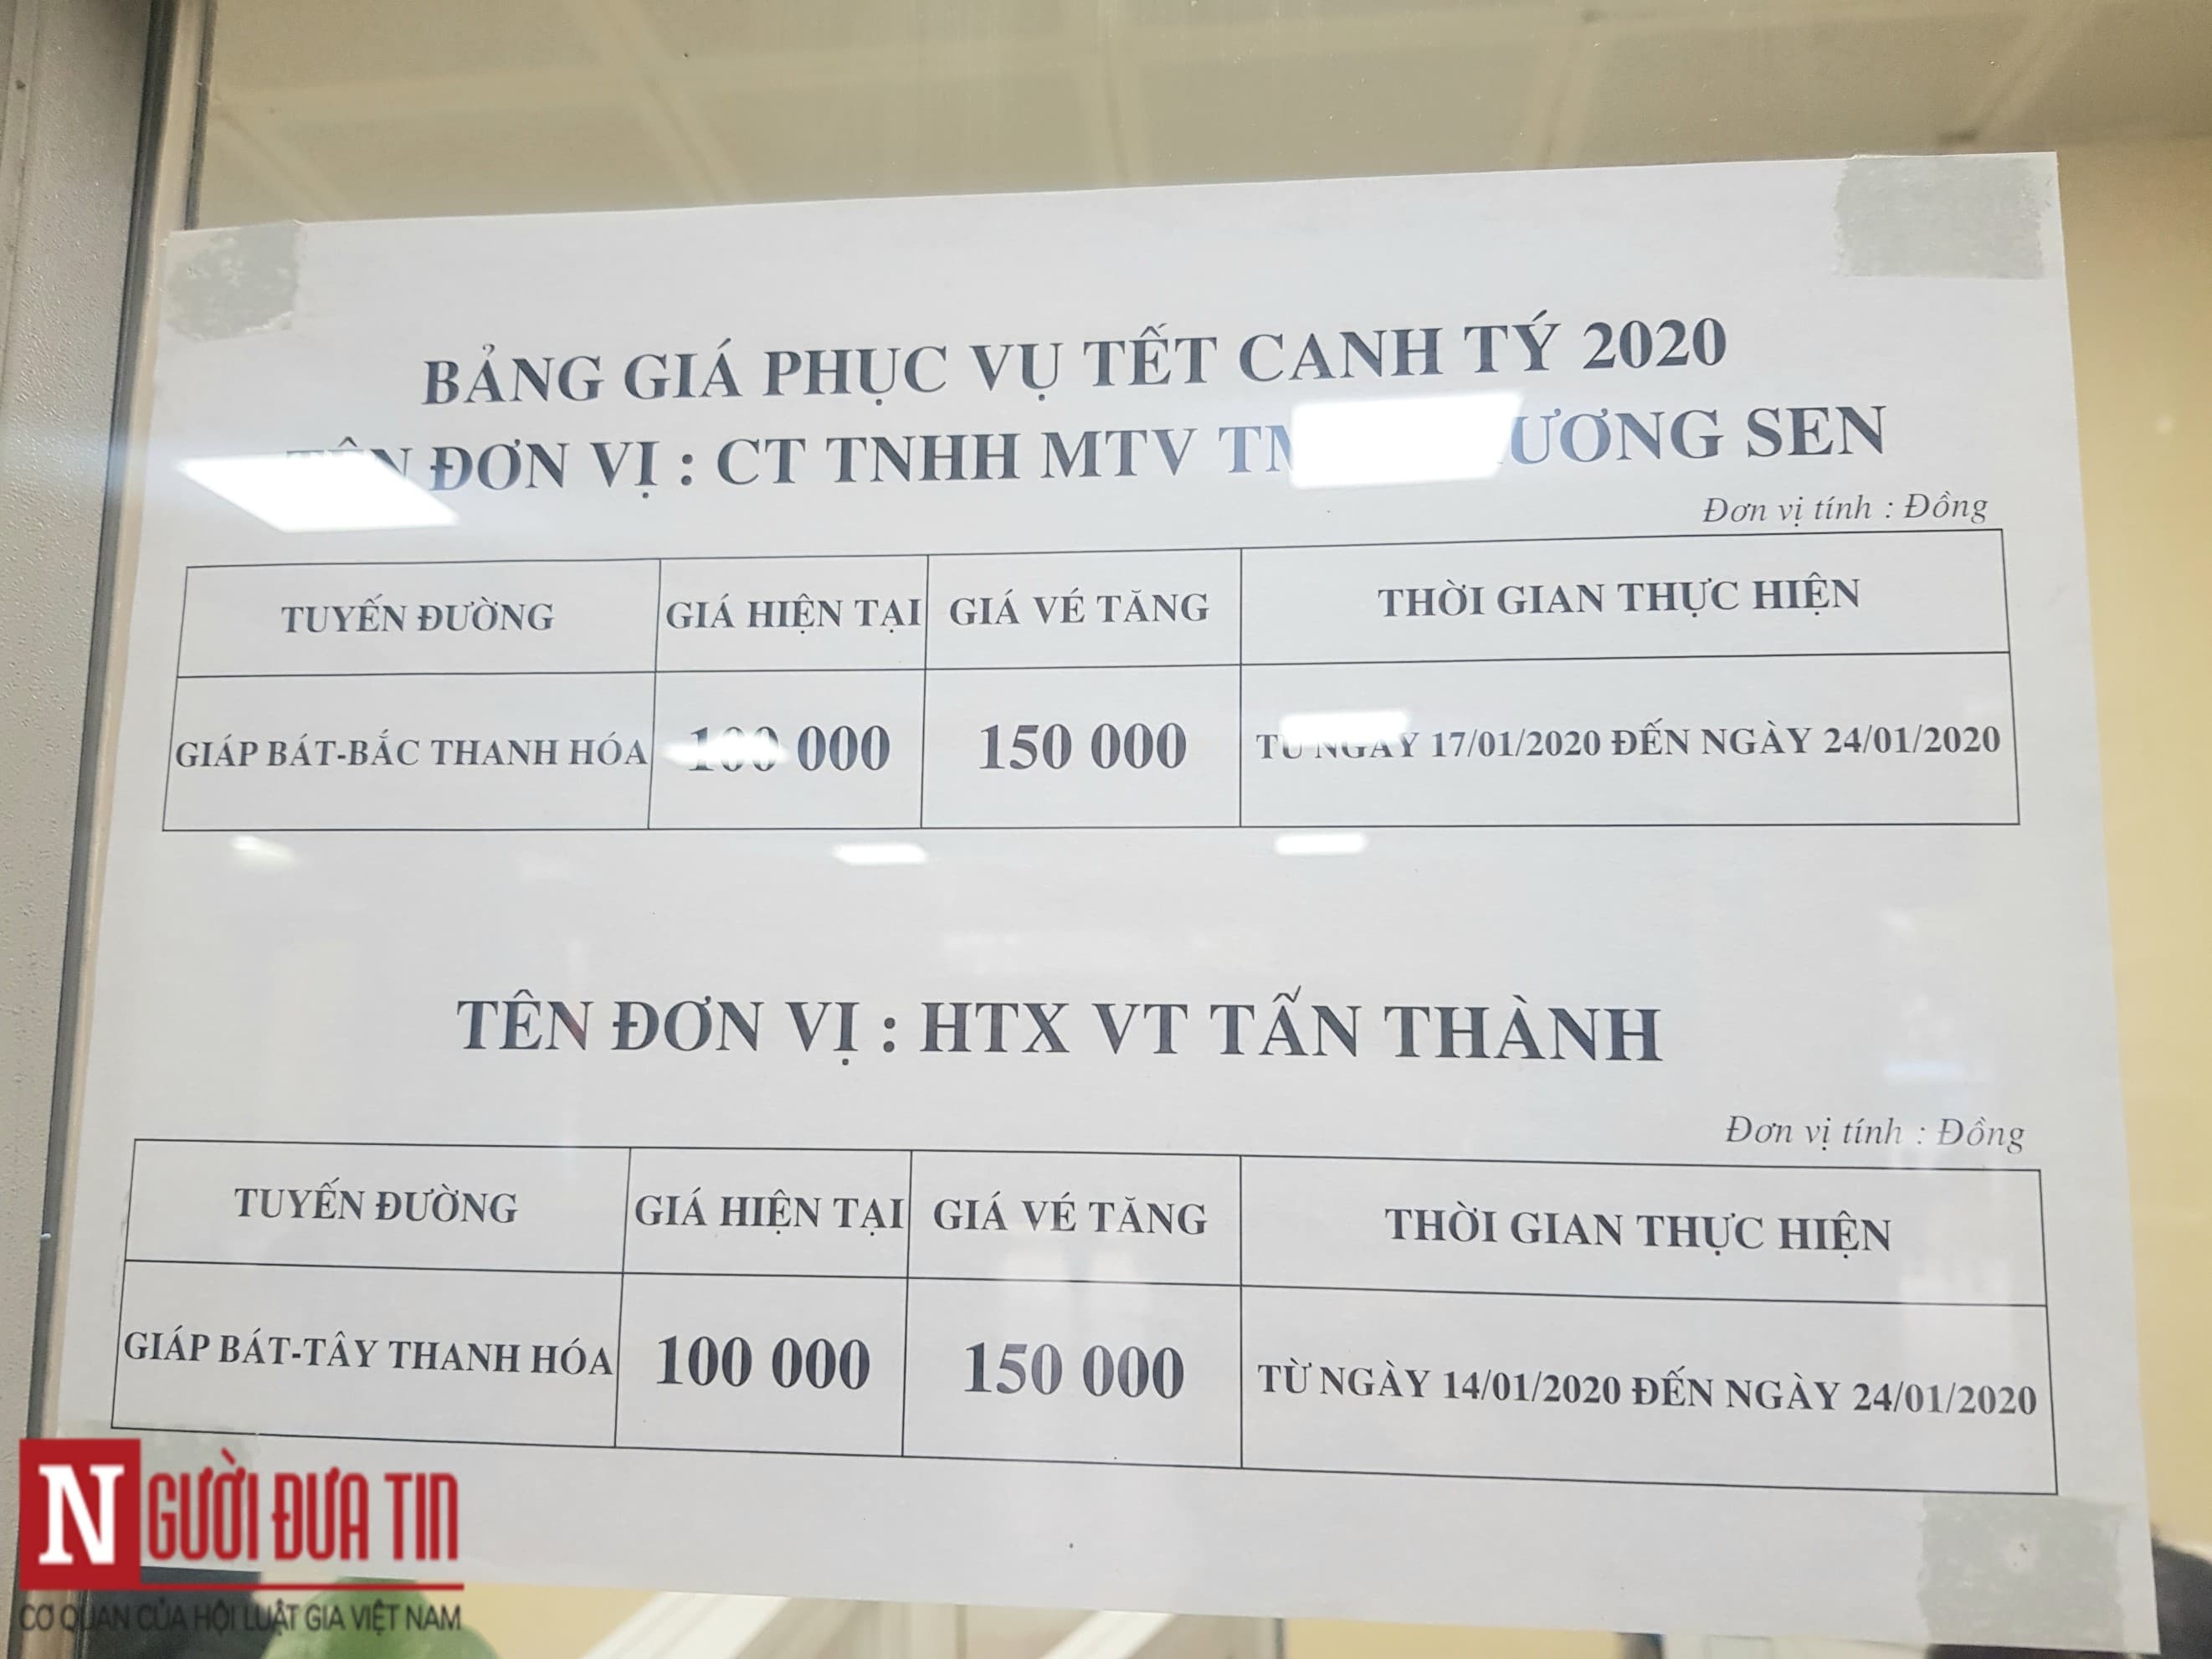 BẢNG GIÁ PHỤC VỤ TẾT CANH TÝ 2020
TÊN ĐƠN VỊ : CT TNHH MTV SEN
Đơn vị tính : Đồng
TUYẾN ĐƯỜNG GIÁ HIỆN TẠI GIÁ VÉ TĂNG THỜI GIAN THỰC HIỆN
GIÁP BÁT-BẮC THANH HÓA 100 000 150 000 TỪ NGÀY 17/01/2020 ĐẾN NGÀY 24/01/2020
TÊN ĐƠN VỊ : HTX VT TẤN THÀNH
Đơn vị tính : Đồng
TUYẾN ĐƯỜNG GIÁ HIỆN TẠI GIÁ VÉ TĂNG THỜI GIAN THỰC HIỆN
GIÁP BÁT-TÂY THANH HÓA 100 000 150 000 TỪ NGÀY 14/01/2020 ĐẾN NGÀY 24/01/2020
NGƯỜI ĐƯA TIN
CƠ QUAN CỦA HỘI LUẬT GIA VIỆT NAM